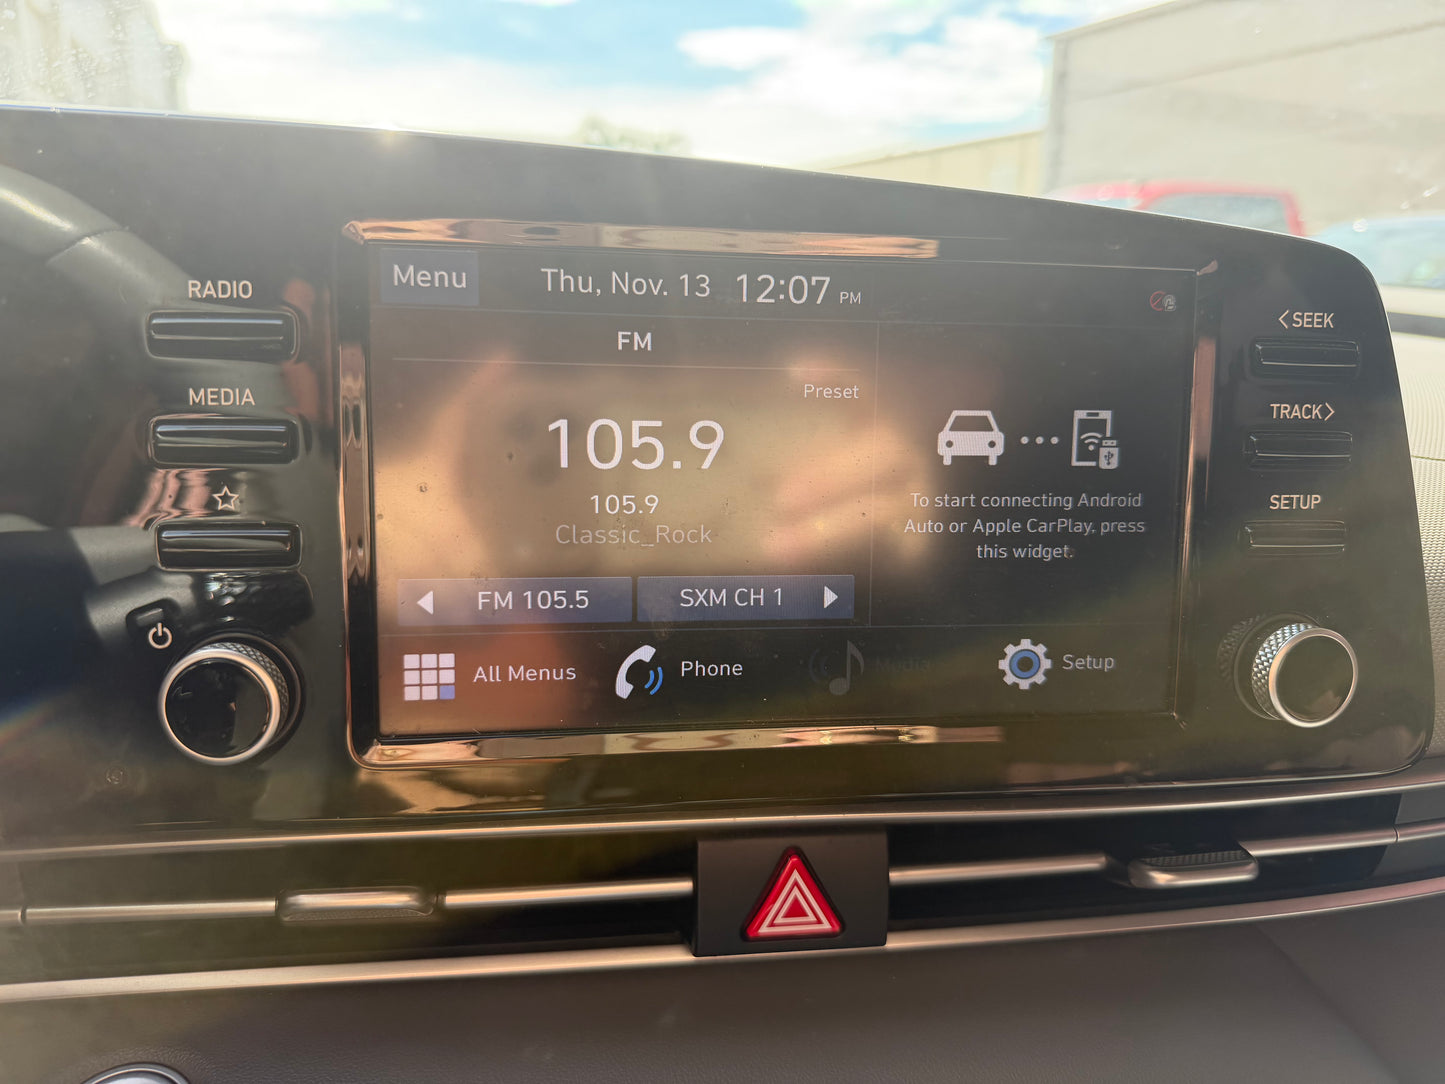 RADIO
MEDIA
Menu
Thu, Nov. 13
12:07 PM
FM
Preset
105.9
105.9
Classic_Rock
FM 105.5
SXM CH 1
To start connecting Android
Auto or Apple CarPlay, press
this widget.
All Menus
Phone
Media
Setup
<SEEK
TRACK>
SETUP